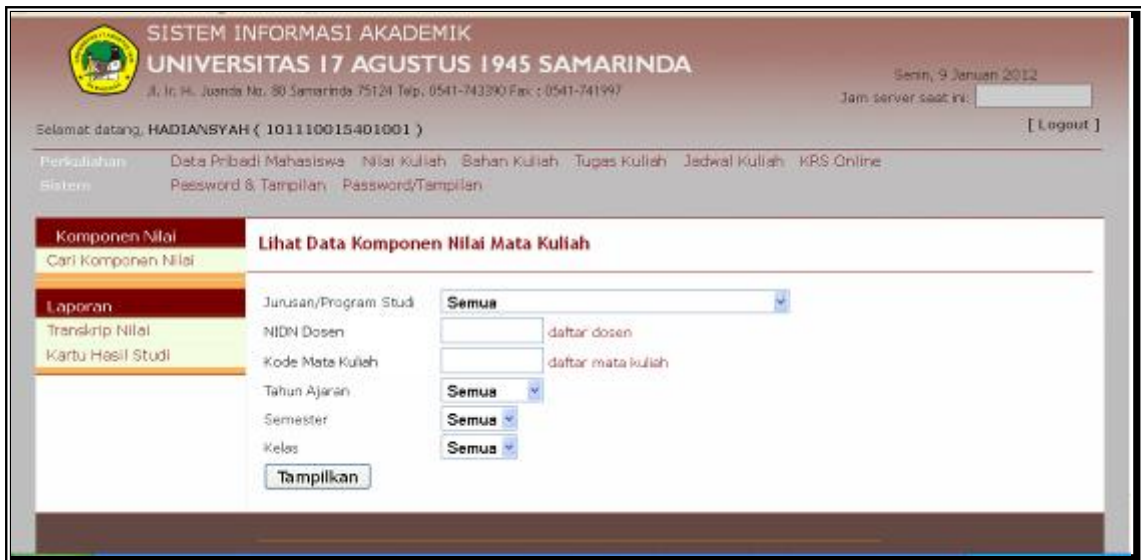 SISTEM INFORMASI AKADEMIK
UNIVERSITAS 17 AGUSTUS 1945 SAMARINDA
Jl. Ir. H. Juanda No. 80 Samarinda 75124 Telp. 0541-743390 Fax : 0541-741997
Senin, 9 Januari 2012
Jam server saat ini:
Selamat datang, HADIANSYAH ( 101110015401001 )
[ Logout ]
Perkuliahan Data Pribadi Mahasiswa Nilai Kuliah Bahan Kuliah Tugas Kuliah Jadwal Kuliah KRS Online
Sistem Password & Tampilan Password/Tampilan
Komponen Nilai
Cari Komponen Nilai
Laporan
Transkrip Nilai
Kartu Hasil Studi
Lihat Data Komponen Nilai Mata Kuliah
Jurusan/Program Studi Semua
NIDN Dosen daftar dosen
Kode Mata Kuliah daftar mata kuliah
Tahun Ajaran Semua
Semester Semua
Kelas Semua
Tampilkan